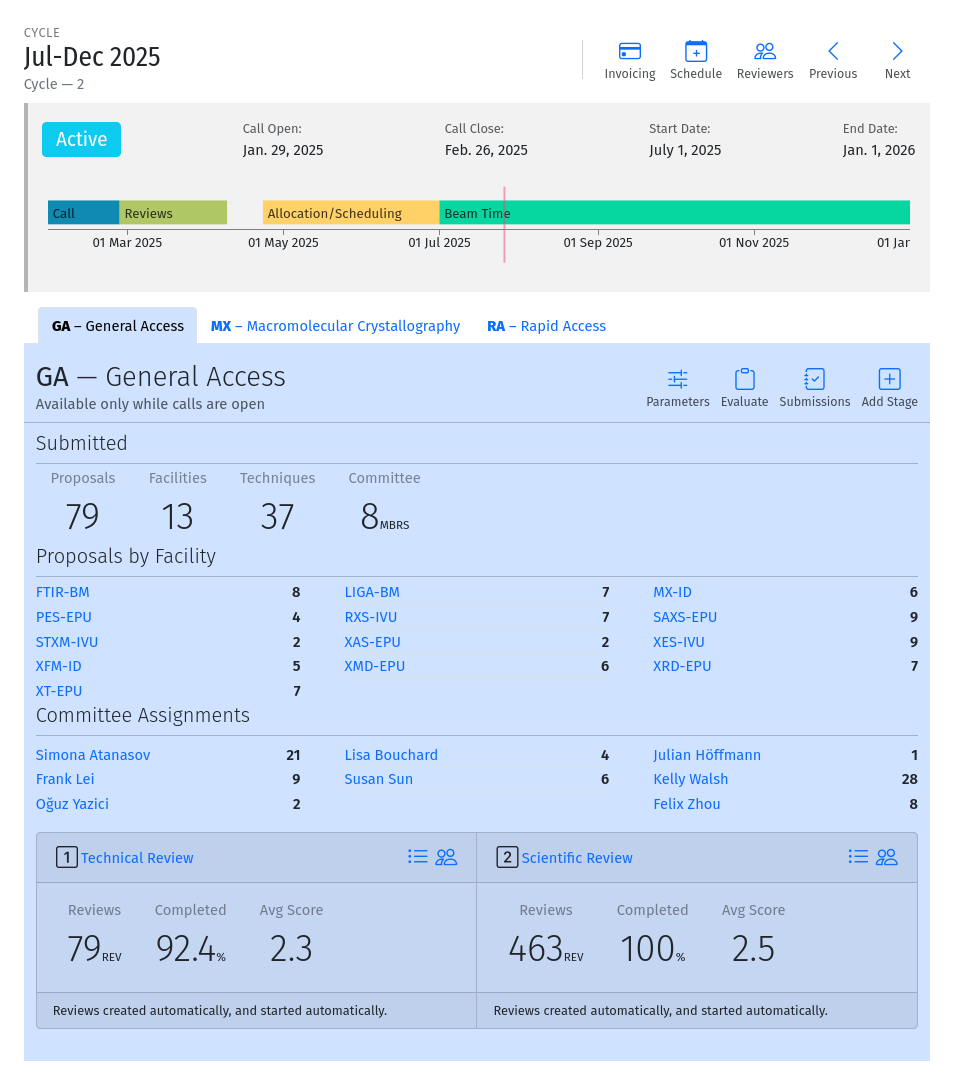 CYCLE
Jul-Dec 2025
Cycle — 2
Invoicing
Schedule
Reviewers
Previous
Next
Active
Call Open:
Jan. 29, 2025
Call Close:
Feb. 26, 2025
Start Date:
July 1, 2025
End Date:
Jan. 1, 2026
Call
Reviews
Allocation/Scheduling
Beam Time
01 Mar 2025
01 May 2025
01 Jul 2025
01 Sep 2025
01 Nov 2025
01 Jan
GA – General Access
MX – Macromolecular Crystallography
RA – Rapid Access
GA — General Access
Available only while calls are open
Parameters
Evaluate
Submissions
Add Stage
Submitted
Proposals Facilities Techniques Committee
79 13 37 8MBRS
Proposals by Facility
FTIR-BM 8 LIGA-BM 7 MX-ID 6
PES-EPU 4 RXS-IVU 7 SAXS-EPU 9
STXM-IVU 2 XAS-EPU 2 XES-IVU 9
XFM-ID 5 XMD-EPU 6 XRD-EPU 7
XT-EPU 7
Committee Assignments
Simona Atanasov 21 Lisa Bouchard 4 Julian Höffmann 1
Frank Lei 9 Susan Sun 6 Kelly Walsh 28
Oğuz Yazici 2 Felix Zhou 8
1 Technical Review
Reviews Completed Avg Score
79REV 92.4% 2.3
Reviews created automatically, and started automatically.
2 Scientific Review
Reviews Completed Avg Score
463REV 100% 2.5
Reviews created automatically, and started automatically.